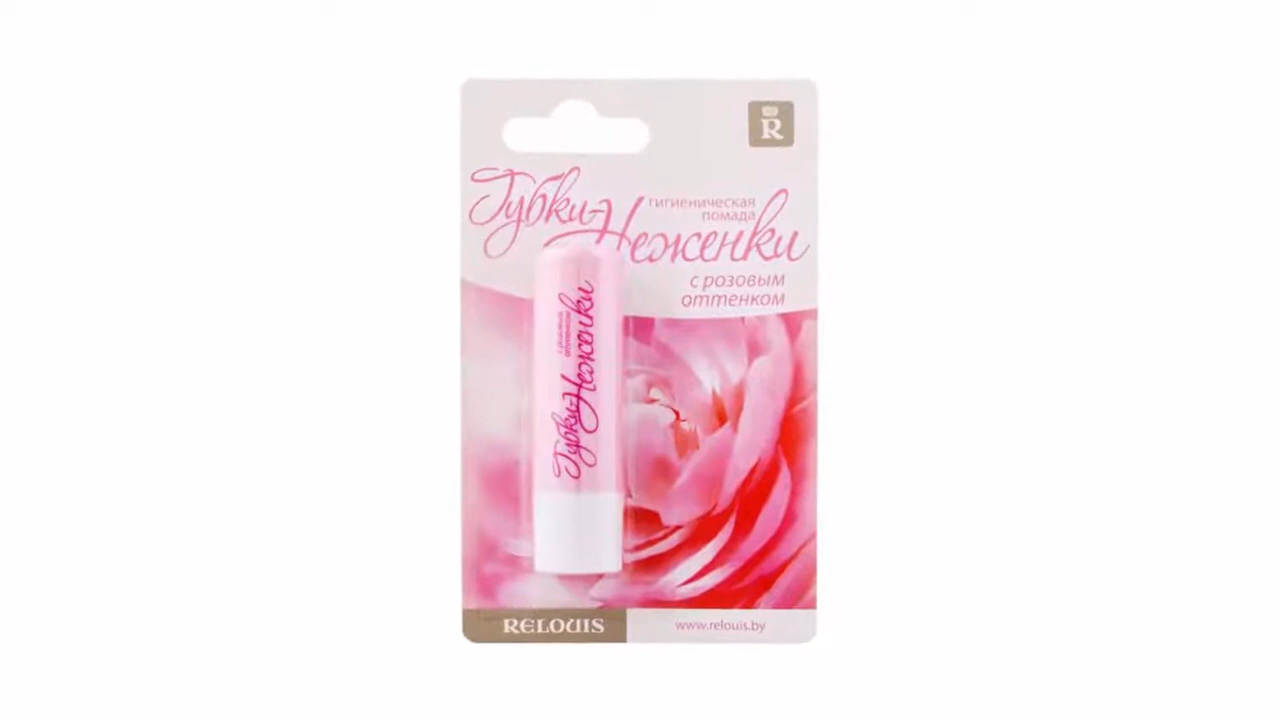 R
Губки-
гигиеническая
помада
Неженки
с розовым
оттенком
Губки-Неженки
с розовым
оттенком
RELOUIS
www.relouis.by